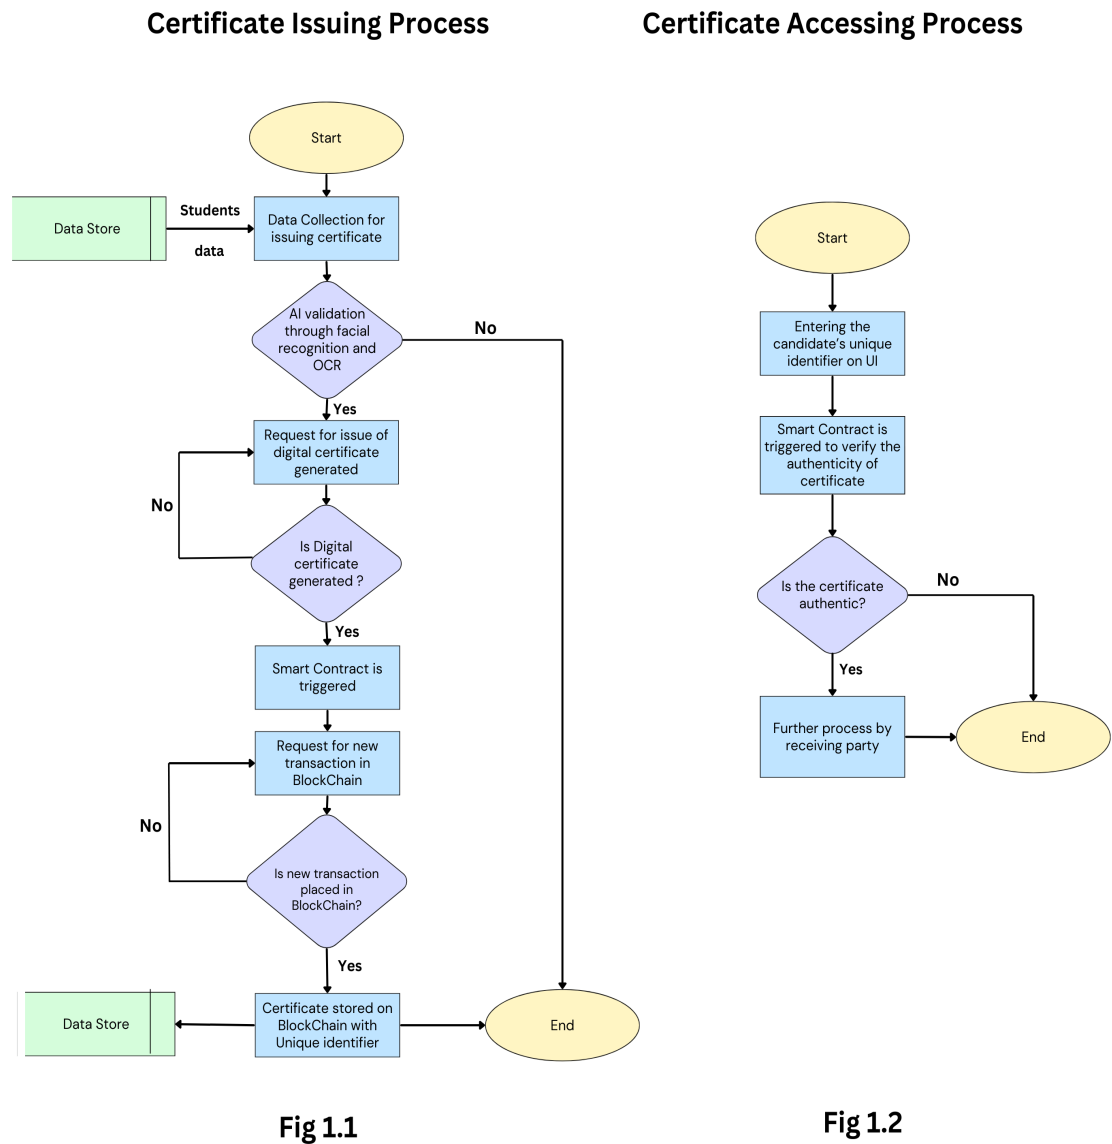 Certificate Issuing Process
Start
Data Store
Students
data
Data Collection for
issuing certificate
AI validation
through facial
recognition and
OCR
No
Yes
Request for issue of
digital certificate
generated
No
Is Digital
certificate
generated ?
Yes
Smart Contract is
triggered
Request for new
transaction in
BlockChain
No
Is new transaction
placed in
BlockChain?
Yes
Data Store
Certificate stored on
BlockChain with
Unique identifier
End
Fig 1.1
Certificate Accessing Process
Start
Entering the
candidate’s unique
identifier on UI
Smart Contract is
triggered to verify the
authenticity of
certificate
Is the certificate
authentic?
No
Yes
Further process by
receiving party
End
Fig 1.2